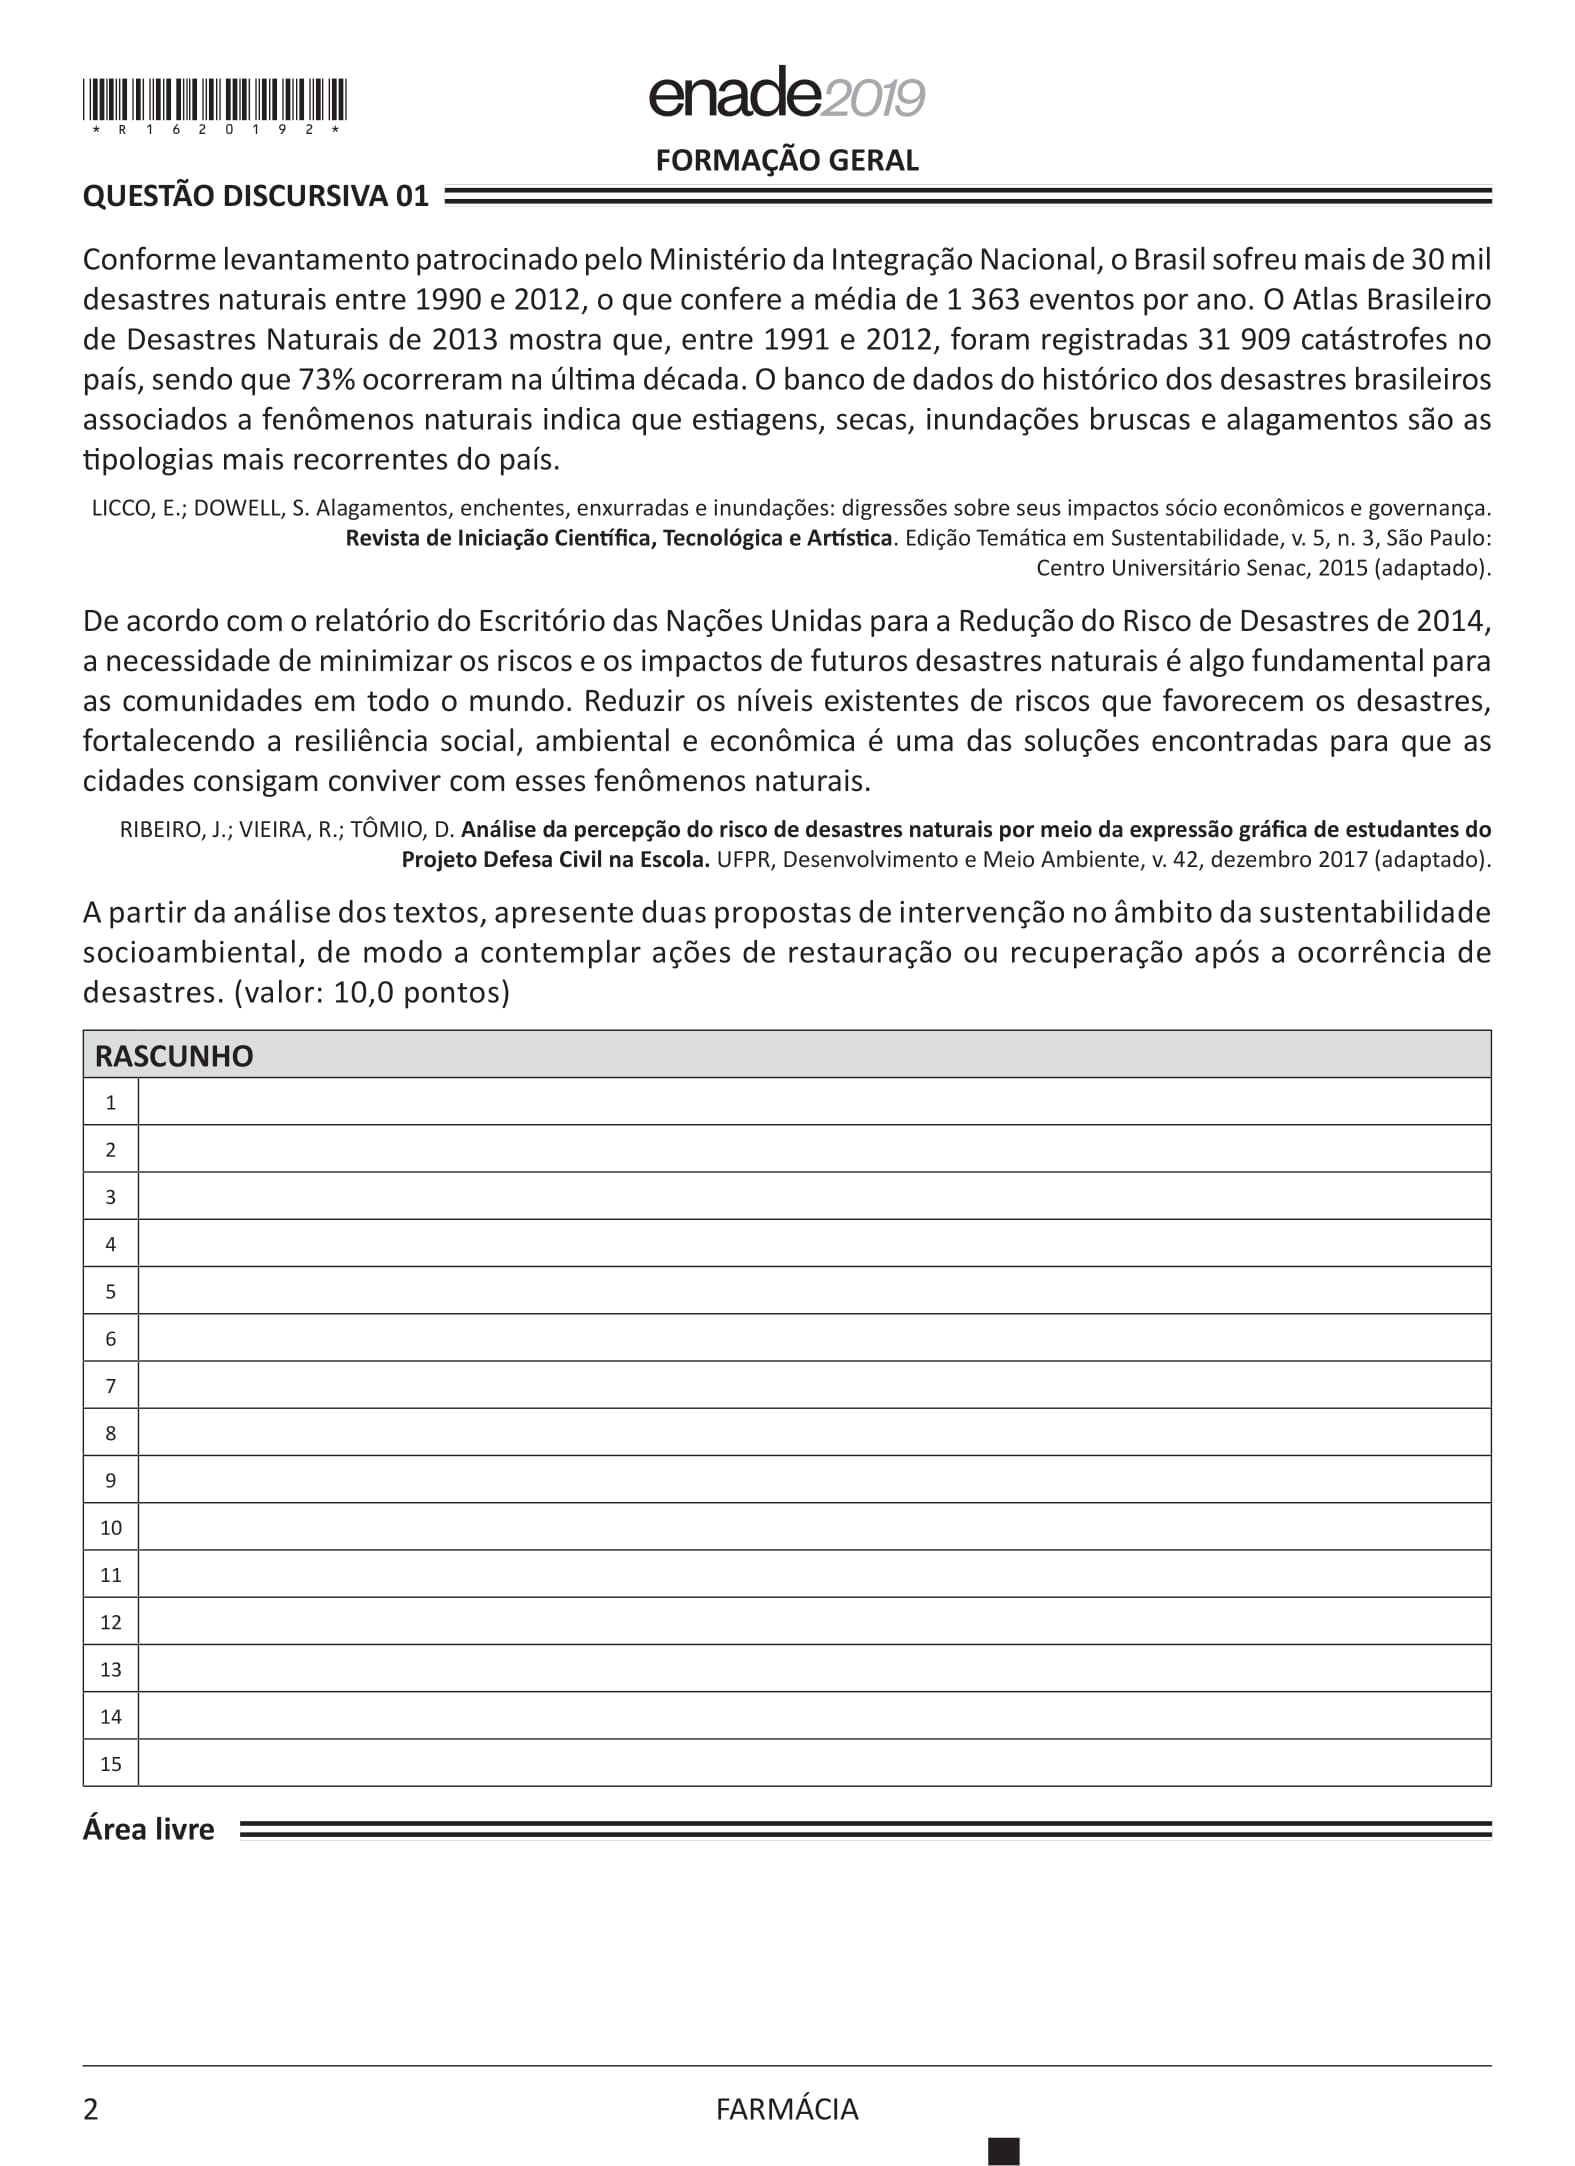 * R 1 6 2 0 1 9 2 *
enade2019
FORMAÇÃO GERAL
QUESTÃO DISCURSIVA 01
Conforme levantamento patrocinado pelo Ministério da Integração Nacional, o Brasil sofreu mais de 30 mil
desastres naturais entre 1990 e 2012, o que confere a média de 1 363 eventos por ano. O Atlas Brasileiro
de Desastres Naturais de 2013 mostra que, entre 1991 e 2012, foram registradas 31 909 catástrofes no
país, sendo que 73% ocorreram na última década. O banco de dados do histórico dos desastres brasileiros
associados a fenômenos naturais indica que estiagens, secas, inundações bruscas e alagamentos são as
tipologias mais recorrentes do país.
LICCO, E.; DOWELL, S. Alagamentos, enchentes, enxurradas e inundações: digressões sobre seus impactos sócio econômicos e governança.
Revista de Iniciação Científica, Tecnológica e Artística. Edição Temática em Sustentabilidade, v. 5, n. 3, São Paulo:
Centro Universitário Senac, 2015 (adaptado).
De acordo com o relatório do Escritório das Nações Unidas para a Redução do Risco de Desastres de 2014,
a necessidade de minimizar os riscos e os impactos de futuros desastres naturais é algo fundamental para
as comunidades em todo o mundo. Reduzir os níveis existentes de riscos que favorecem os desastres,
fortalecendo a resiliência social, ambiental e econômica é uma das soluções encontradas para que as
cidades consigam conviver com esses fenômenos naturais.
RIBEIRO, J.; VIEIRA, R.; TÔMIO, D. Análise da percepção do risco de desastres naturais por meio da expressão gráfica de estudantes do
Projeto Defesa Civil na Escola. UFPR, Desenvolvimento e Meio Ambiente, v. 42, dezembro 2017 (adaptado).
A partir da análise dos textos, apresente duas propostas de intervenção no âmbito da sustentabilidade
socioambiental, de modo a contemplar ações de restauração ou recuperação após a ocorrência de
desastres. (valor: 10,0 pontos)
RASCUNHO
1
2
3
4
5
6
7
8
9
10
11
12
13
14
15
Área livre
2
FARMÁCIA